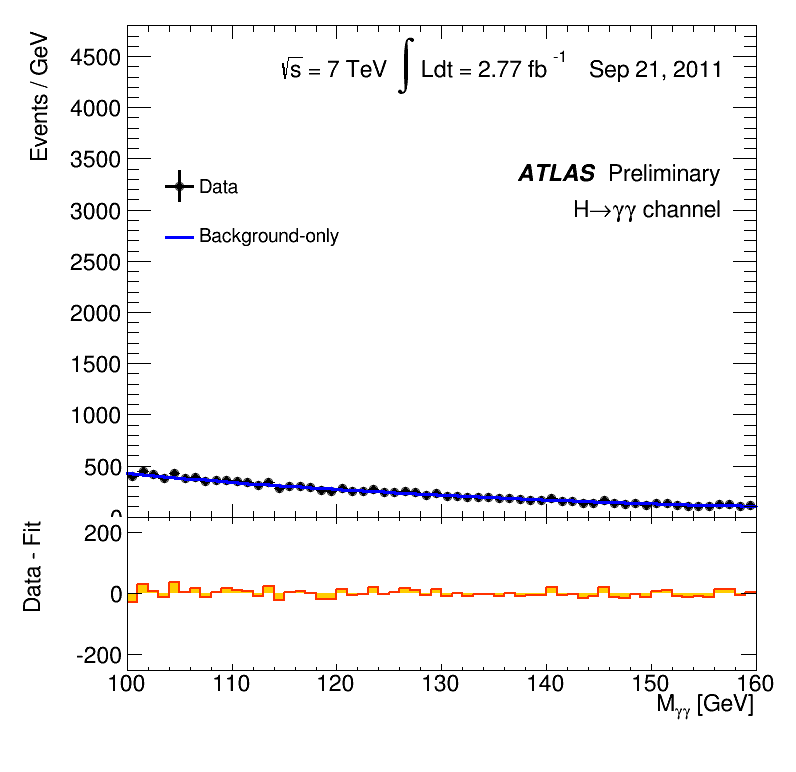 Events / GeV
4500
4000
3500
3000
2500
2000
1500
1000
500
0
√s = 7 TeV ∫ Ldt = 2.77 fb⁻¹ Sep 21, 2011
ATLAS Preliminary
H→γγ channel
Data
Background-only
Data - Fit
200
0
-200
100 110 120 130 140 150 160
Mγγ [GeV]